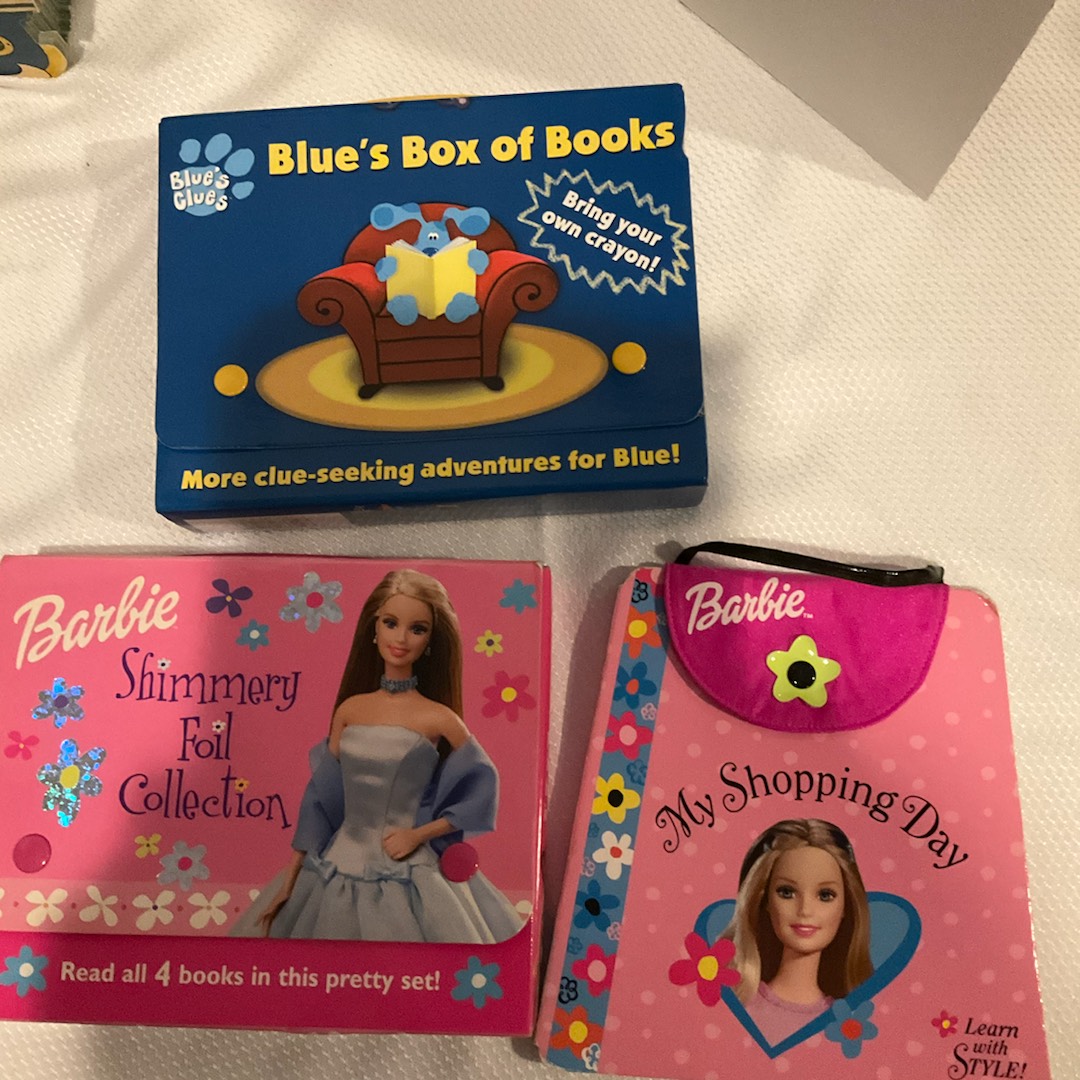 Blue's Clues
Blue's Box of Books
Bring your
own crayon!
More clue-seeking adventures for Blue!
Barbie
Shimmery
Foil
Collection
Read all 4 books in this pretty set!
Barbie™
My Shopping Day
Learn
with
STYLE!